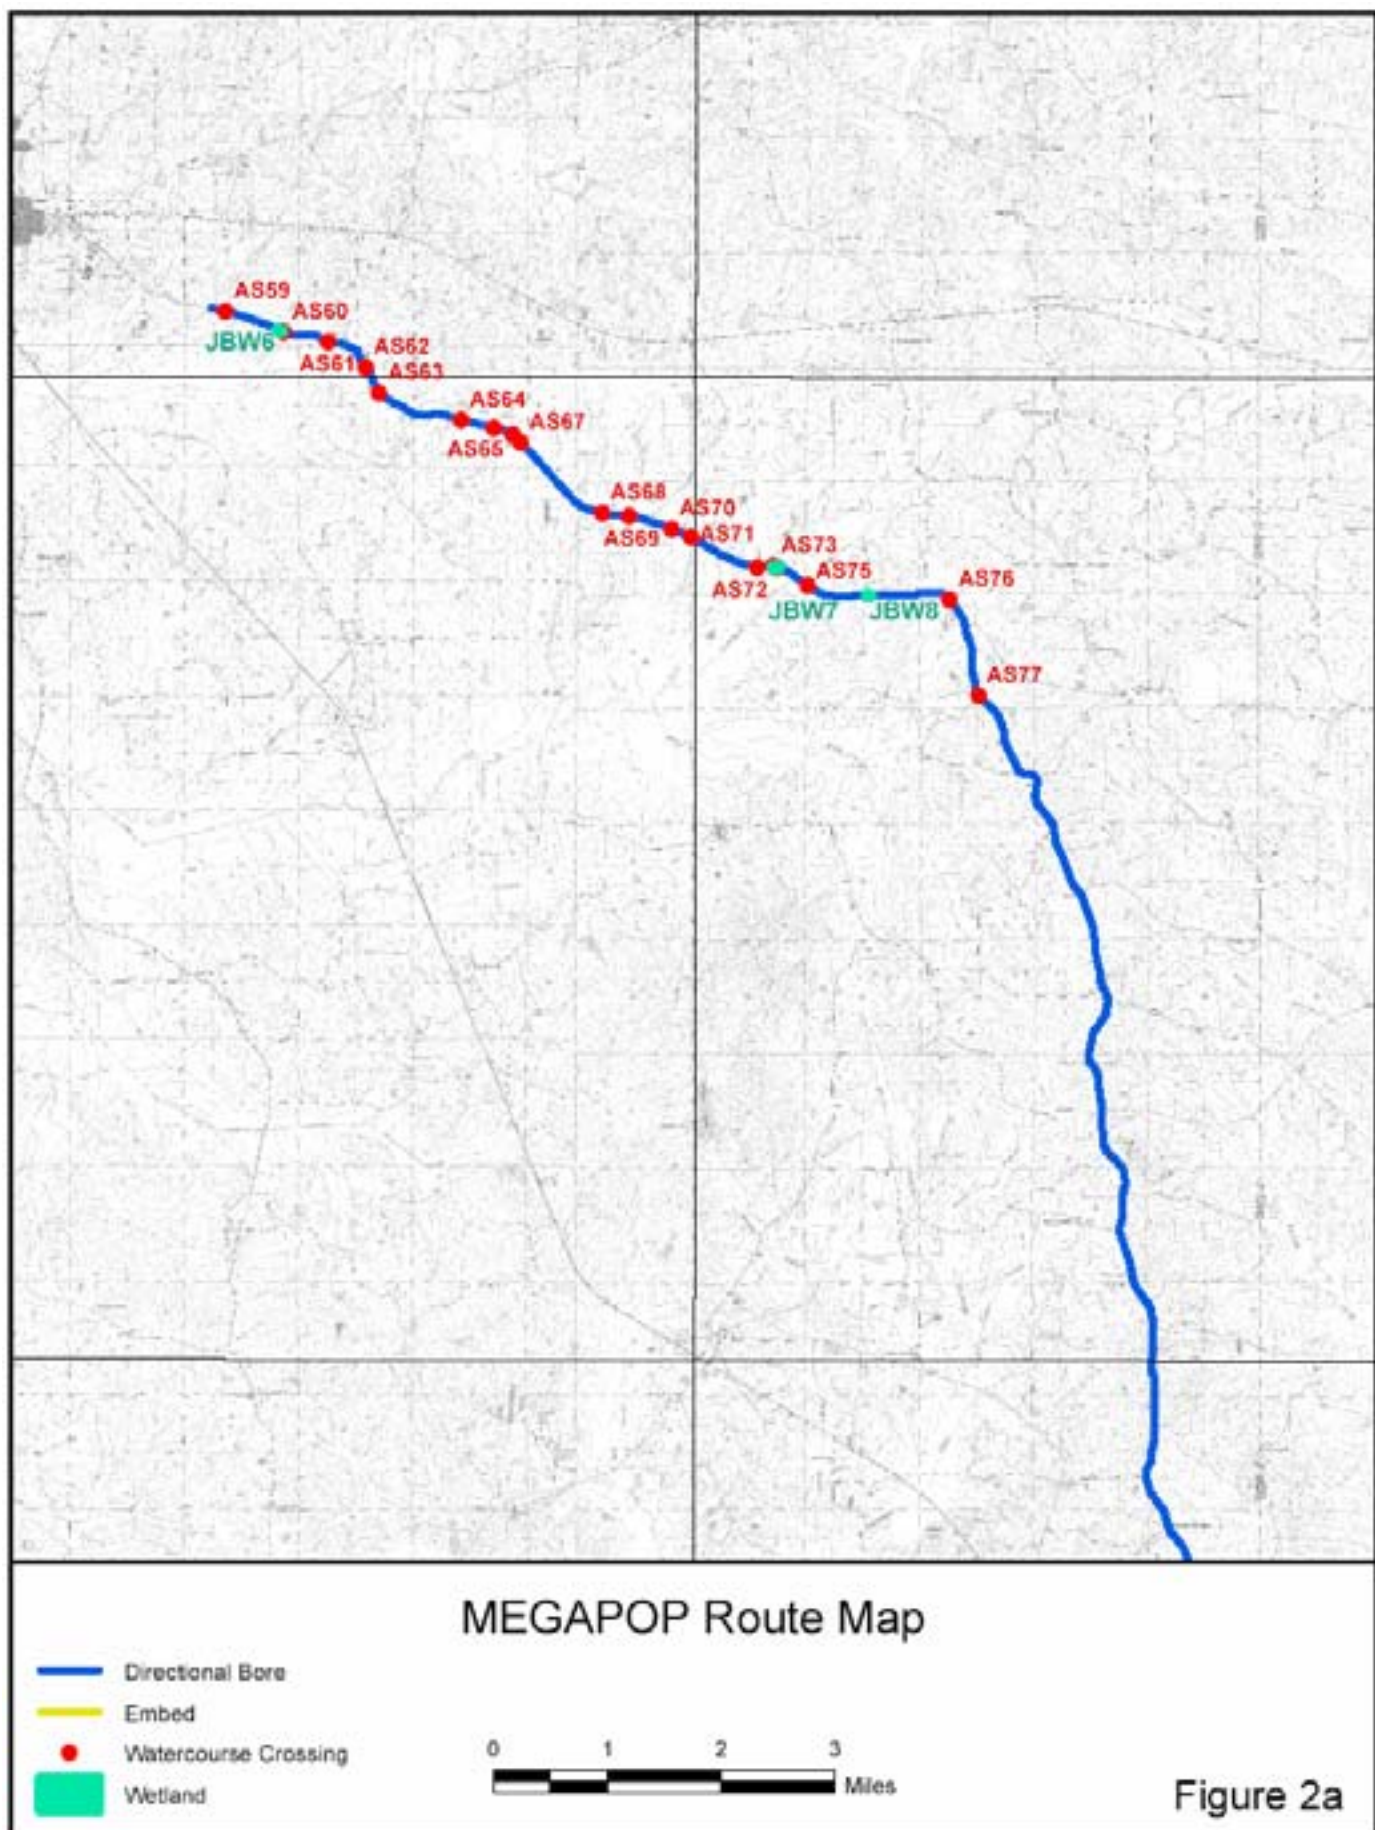 AS59
AS60
JBW6
AS61
AS62
AS63
AS64
AS67
AS65
AS68
AS70
AS69
AS71
AS73
AS72
AS75
AS76
JBW7
JBW8
AS77
MEGAPOP Route Map
Directional Bore
Embed
Watercourse Crossing
Wetland
0 1 2 3
Miles
Figure 2a